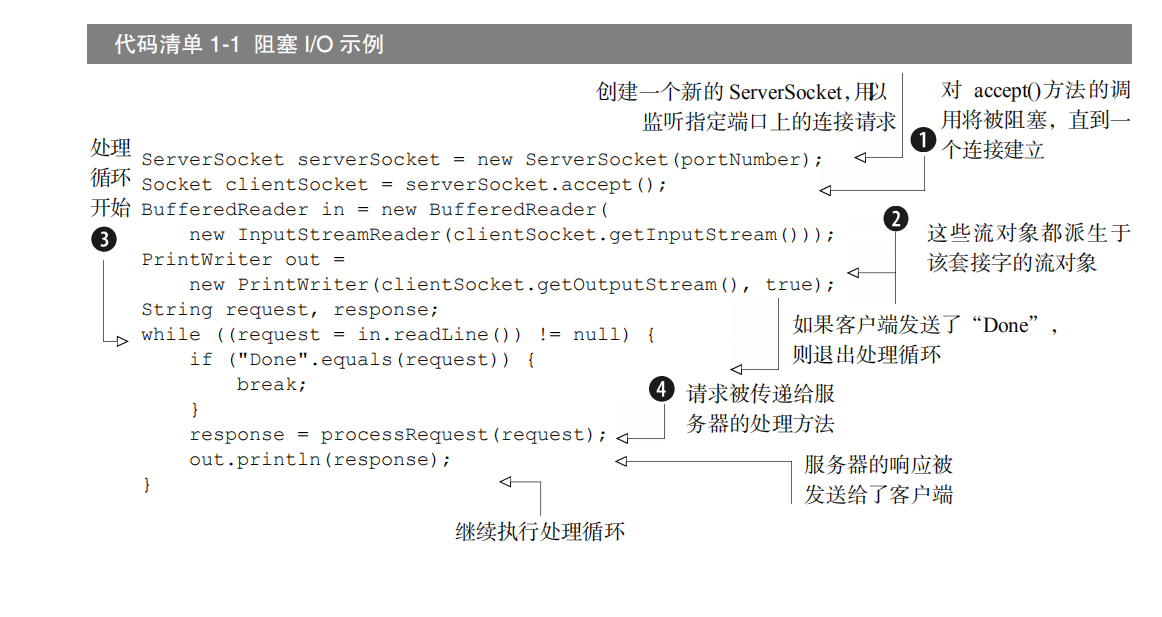 代码清单 1-1 阻塞 I/O 示例
创建一个新的 ServerSocket，用以
监听指定端口上的连接请求
对 accept()方法的调
用将被阻塞，直到一
个连接建立
❶
处理
循环
开始
❸
ServerSocket serverSocket = new ServerSocket(portNumber);
Socket clientSocket = serverSocket.accept();
BufferedReader in = new BufferedReader(
new InputStreamReader(clientSocket.getInputStream()));
PrintWriter out =
new PrintWriter(clientSocket.getOutputStream(), true);
❷
这些流对象都派生于
该套接字的流对象
String request, response;
while ((request = in.readLine()) != null) {
if ("Done".equals(request)) {
break;
}
如果客户端发送了“Done”，
则退出处理循环
❹
请求被传递给服
务器的处理方法
response = processRequest(request);
out.println(response);
}
服务器的响应被
发送给了客户端
继续执行处理循环